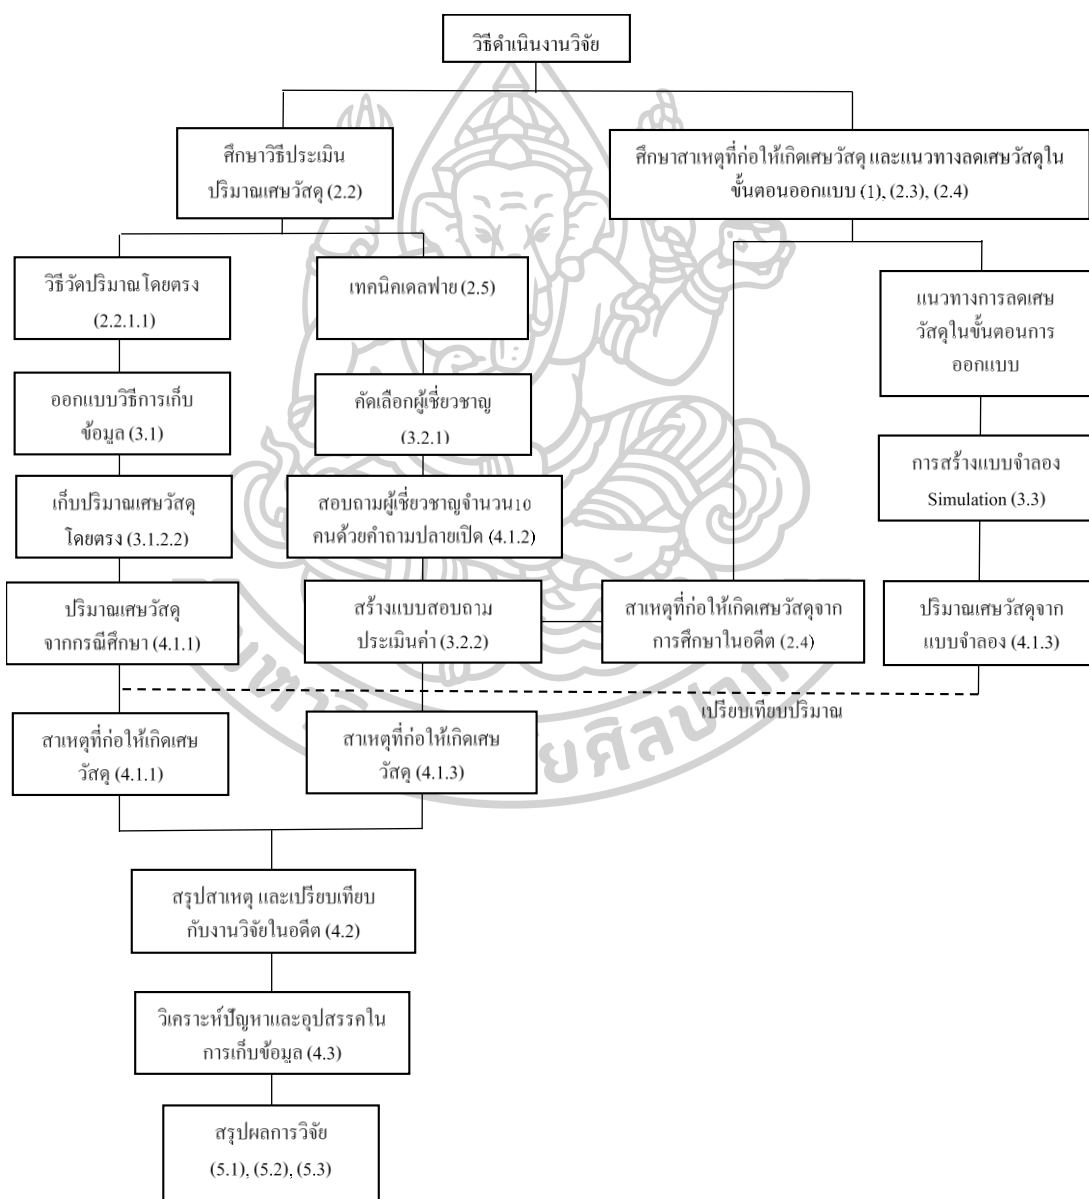 วิธีดำเนินงานวิจัย
ศึกษาวิธีประเมิน
ปริมาณเศษวัสดุ (2.2)
ศึกษาสาเหตุที่ก่อให้เกิดเศษวัสดุ และแนวทางลดเศษวัสดุใน
ขั้นตอนออกแบบ (1), (2.3), (2.4)
วิธีวัดปริมาณโดยตรง
(2.2.1.1)
เทคนิคเดลฟาย (2.5)
แนวทางการลดเศษ
วัสดุในขั้นตอนการ
ออกแบบ
ออกแบบวิธีการเก็บ
ข้อมูล (3.1)
คัดเลือกผู้เชี่ยวชาญ
(3.2.1)
การสร้างแบบจำลอง
Simulation (3.3)
เก็บปริมาณเศษวัสดุ
โดยตรง (3.1.2.2)
สอบถามผู้เชี่ยวชาญจำนวน10
คนด้วยคำถามปลายเปิด (4.1.2)
ปริมาณเศษวัสดุ
จากกรณีศึกษา (4.1.1)
สร้างแบบสอบถาม
ประเมินค่า (3.2.2)
สาเหตุที่ก่อให้เกิดเศษวัสดุจาก
การศึกษาในอดีต (2.4)
ปริมาณเศษวัสดุจาก
แบบจำลอง (4.1.3)
เปรียบเทียบปริมาณ
สาเหตุที่ก่อให้เกิดเศษ
วัสดุ (4.1.1)
สาเหตุที่ก่อให้เกิดเศษ
วัสดุ (4.1.3)
สรุปสาเหตุ และเปรียบเทียบ
กับงานวิจัยในอดีต (4.2)
วิเคราะห์ปัญหาและอุปสรรคใน
การเก็บข้อมูล (4.3)
สรุปผลการวิจัย
(5.1), (5.2), (5.3)